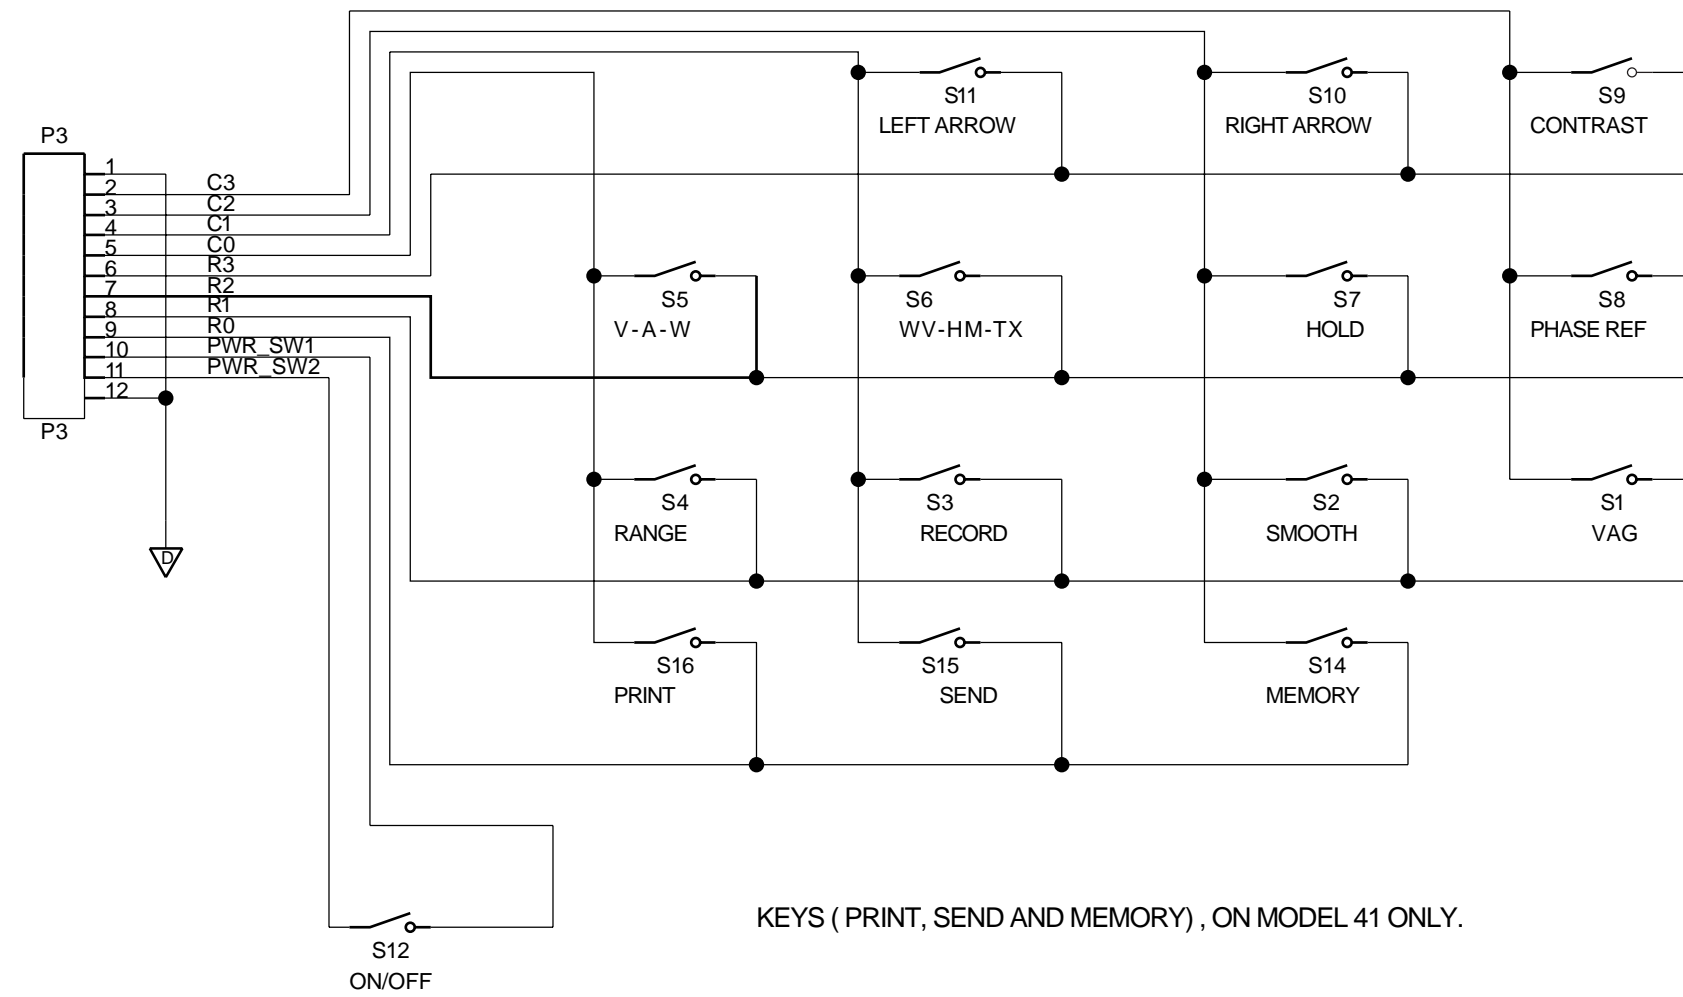 P3
1
2 C3
3 C2
4 C1
5 C0
6 R3
7 R2
8 R1
9 R0
10 PWR_SW1
11 PWR_SW2
12
P3
D
S11
LEFT ARROW
S10
RIGHT ARROW
S9
CONTRAST
S5
V-A-W
S6
WV-HM-TX
S7
HOLD
S8
PHASE REF
S4
RANGE
S3
RECORD
S2
SMOOTH
S1
VAG
S16
PRINT
S15
SEND
S14
MEMORY
S12
ON/OFF
KEYS ( PRINT, SEND AND MEMORY) , ON MODEL 41 ONLY.